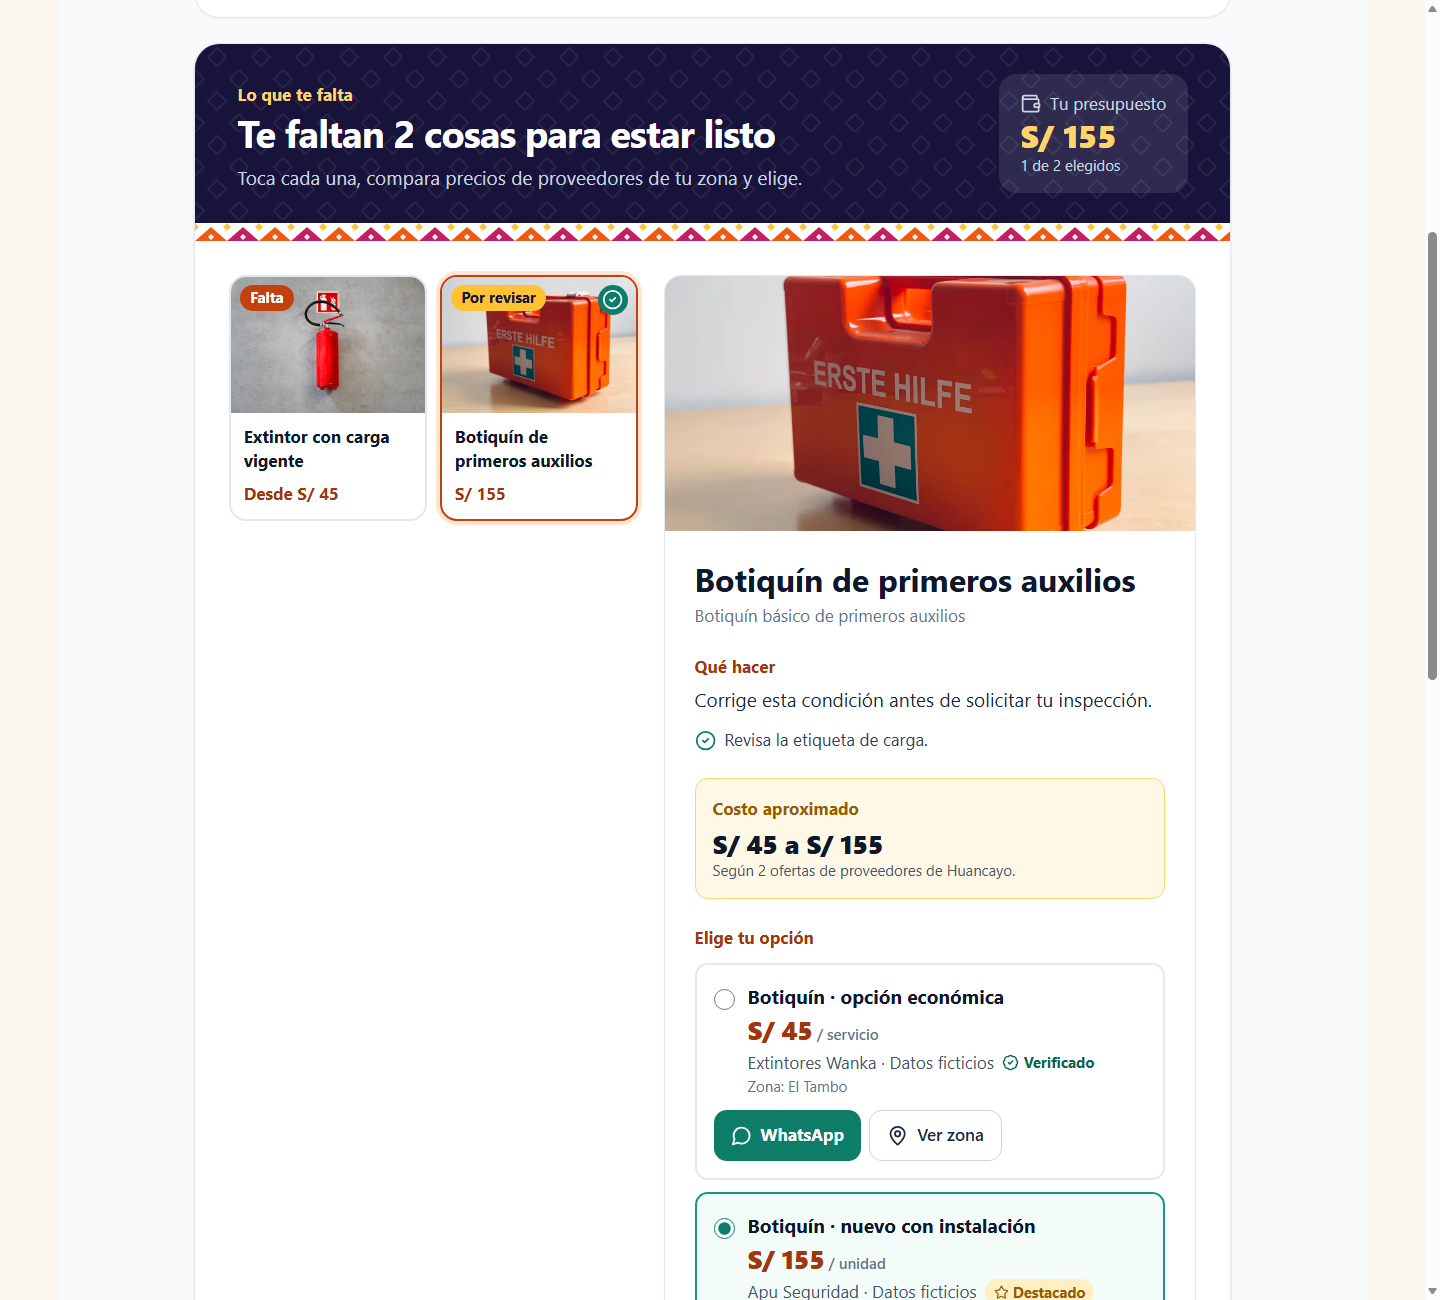 Lo que te falta
Te faltan 2 cosas para estar listo
Toca cada una, compara precios de proveedores de tu zona y elige.
Tu presupuesto
S/ 155
1 de 2 elegidos
Falta
Extintor con carga
vigente
Desde S/ 45
Por revisar
ERSTE HILFE
Botiquín de
primeros auxilios
S/ 155
ERSTE HILFE
Botiquín de primeros auxilios
Botiquín básico de primeros auxilios
Qué hacer
Corrige esta condición antes de solicitar tu inspección.
Revisa la etiqueta de carga.
Costo aproximado
S/ 45 a S/ 155
Según 2 ofertas de proveedores de Huancayo.
Elige tu opción
Botiquín · opción económica
S/ 45 / servicio
Extintores Wanka · Datos ficticios Verificado
Zona: El Tambo
WhatsApp
Ver zona
Botiquín · nuevo con instalación
S/ 155 / unidad
Apu Seguridad · Datos ficticios Destacado